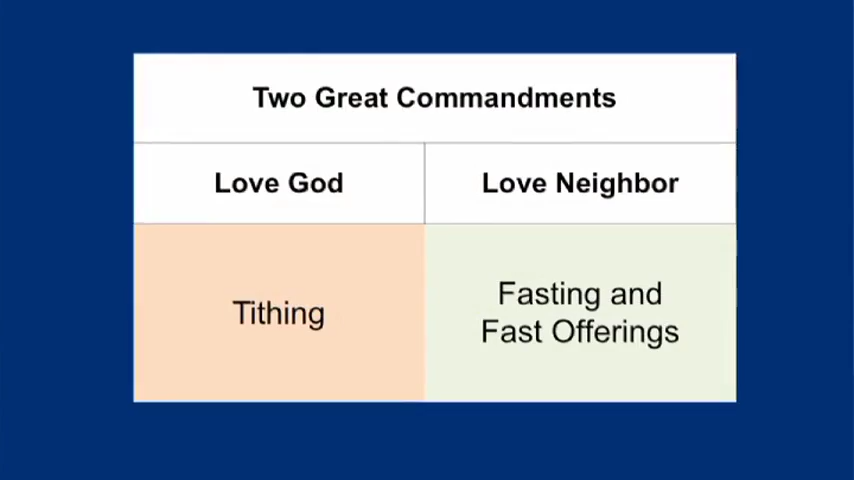 Two Great Commandments
Love God
Love Neighbor
Tithing
Fasting and
Fast Offerings